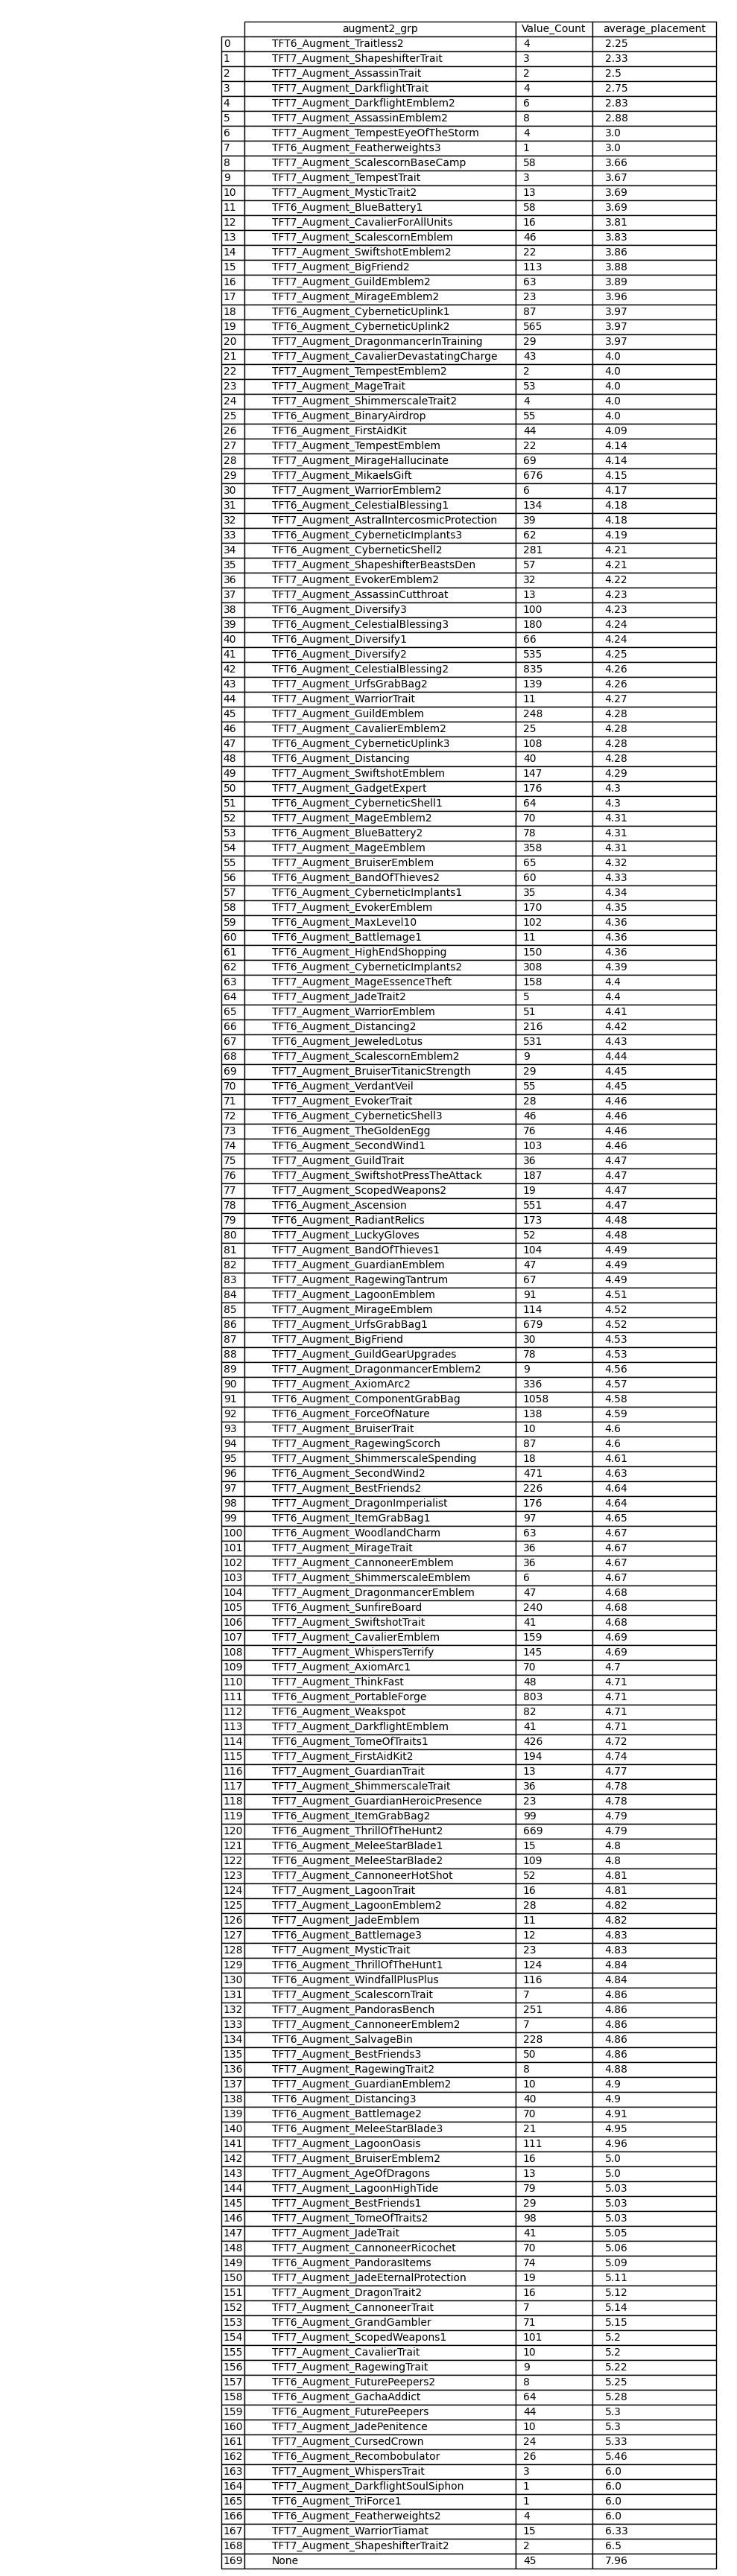 augment2_grp Value_Count average_placement
0 TFT6_Augment_Traitless2 4 2.25
1 TFT7_Augment_ShapeshifterTrait 3 2.33
2 TFT7_Augment_AssassinTrait 2 2.5
3 TFT7_Augment_DarkflightTrait 4 2.75
4 TFT7_Augment_DarkflightEmblem2 6 2.83
5 TFT7_Augment_AssassinEmblem2 8 2.88
6 TFT7_Augment_TempestEyeOfTheStorm 4 3.0
7 TFT6_Augment_Featherweights3 1 3.0
8 TFT7_Augment_ScalescornBaseCamp 58 3.66
9 TFT7_Augment_TempestTrait 3 3.67
10 TFT7_Augment_MysticTrait2 13 3.69
11 TFT6_Augment_BlueBattery1 58 3.69
12 TFT7_Augment_CavalierForAllUnits 16 3.81
13 TFT7_Augment_ScalescornEmblem 46 3.83
14 TFT7_Augment_SwiftshotEmblem2 22 3.86
15 TFT7_Augment_BigFriend2 113 3.88
16 TFT7_Augment_GuildEmblem2 63 3.89
17 TFT7_Augment_MirageEmblem2 23 3.96
18 TFT6_Augment_CyberneticUplink1 87 3.97
19 TFT6_Augment_CyberneticUplink2 565 3.97
20 TFT7_Augment_DragonmancerInTraining 29 3.97
21 TFT7_Augment_CavalierDevastatingCharge 43 4.0
22 TFT7_Augment_TempestEmblem2 2 4.0
23 TFT7_Augment_MageTrait 53 4.0
24 TFT7_Augment_ShimmerscaleTrait2 4 4.0
25 TFT6_Augment_BinaryAirdrop 55 4.0
26 TFT6_Augment_FirstAidKit 44 4.09
27 TFT7_Augment_TempestEmblem 22 4.14
28 TFT7_Augment_MirageHallucinate 69 4.14
29 TFT7_Augment_MikaelsGift 676 4.15
30 TFT7_Augment_WarriorEmblem2 6 4.17
31 TFT6_Augment_CelestialBlessing1 134 4.18
32 TFT7_Augment_AstralIntercosmicProtection 39 4.18
33 TFT6_Augment_CyberneticImplants3 62 4.19
34 TFT6_Augment_CyberneticShell2 281 4.21
35 TFT7_Augment_ShapeshifterBeastsDen 57 4.21
36 TFT7_Augment_EvokerEmblem2 32 4.22
37 TFT7_Augment_AssassinCutthroat 13 4.23
38 TFT6_Augment_Diversify3 100 4.23
39 TFT6_Augment_CelestialBlessing3 180 4.24
40 TFT6_Augment_Diversify1 66 4.24
41 TFT6_Augment_Diversify2 535 4.25
42 TFT6_Augment_CelestialBlessing2 835 4.26
43 TFT7_Augment_UrfsGrabBag2 139 4.26
44 TFT7_Augment_WarriorTrait 11 4.27
45 TFT7_Augment_GuildEmblem 248 4.28
46 TFT7_Augment_CavalierEmblem2 25 4.28
47 TFT6_Augment_CyberneticUplink3 108 4.28
48 TFT6_Augment_Distancing 40 4.28
49 TFT7_Augment_SwiftshotEmblem 147 4.29
50 TFT7_Augment_GadgetExpert 176 4.3
51 TFT6_Augment_CyberneticShell1 64 4.3
52 TFT7_Augment_MageEmblem2 70 4.31
53 TFT6_Augment_BlueBattery2 78 4.31
54 TFT7_Augment_MageEmblem 358 4.31
55 TFT7_Augment_BruiserEmblem 65 4.32
56 TFT6_Augment_BandOfThieves2 60 4.33
57 TFT6_Augment_CyberneticImplants1 35 4.34
58 TFT7_Augment_EvokerEmblem 170 4.35
59 TFT6_Augment_MaxLevel10 102 4.36
60 TFT6_Augment_Battlemage1 11 4.36
61 TFT6_Augment_HighEndShopping 150 4.36
62 TFT6_Augment_CyberneticImplants2 308 4.39
63 TFT7_Augment_MageEssenceTheft 158 4.4
64 TFT7_Augment_JadeTrait2 5 4.4
65 TFT7_Augment_WarriorEmblem 51 4.41
66 TFT6_Augment_Distancing2 216 4.42
67 TFT6_Augment_JeweledLotus 531 4.43
68 TFT7_Augment_ScalescornEmblem2 9 4.44
69 TFT7_Augment_BruiserTitanicStrength 29 4.45
70 TFT6_Augment_VerdantVeil 55 4.45
71 TFT7_Augment_EvokerTrait 28 4.46
72 TFT6_Augment_CyberneticShell3 46 4.46
73 TFT6_Augment_TheGoldenEgg 76 4.46
74 TFT6_Augment_SecondWind1 103 4.46
75 TFT7_Augment_GuildTrait 36 4.47
76 TFT7_Augment_SwiftshotPressTheAttack 187 4.47
77 TFT7_Augment_ScopedWeapons2 19 4.47
78 TFT6_Augment_Ascension 551 4.47
79 TFT6_Augment_RadiantRelics 173 4.48
80 TFT7_Augment_LuckyGloves 52 4.48
81 TFT7_Augment_BandOfThieves1 104 4.49
82 TFT7_Augment_GuardianEmblem 47 4.49
83 TFT7_Augment_RagewingTantrum 67 4.49
84 TFT7_Augment_LagoonEmblem 91 4.51
85 TFT7_Augment_MirageEmblem 114 4.52
86 TFT7_Augment_UrfsGrabBag1 679 4.52
87 TFT7_Augment_BigFriend 30 4.53
88 TFT7_Augment_GuildGearUpgrades 78 4.53
89 TFT7_Augment_DragonmancerEmblem2 9 4.56
90 TFT7_Augment_AxiomArc2 336 4.57
91 TFT6_Augment_ComponentGrabBag 1058 4.58
92 TFT6_Augment_ForceOfNature 138 4.59
93 TFT7_Augment_BruiserTrait 10 4.6
94 TFT7_Augment_RagewingScorch 87 4.6
95 TFT7_Augment_ShimmerscaleSpending 18 4.61
96 TFT6_Augment_SecondWind2 471 4.63
97 TFT7_Augment_BestFriends2 226 4.64
98 TFT7_Augment_DragonImperialist 176 4.64
99 TFT6_Augment_ItemGrabBag1 97 4.65
100 TFT6_Augment_WoodlandCharm 63 4.67
101 TFT7_Augment_MirageTrait 36 4.67
102 TFT7_Augment_CannoneerEmblem 36 4.67
103 TFT7_Augment_ShimmerscaleEmblem 6 4.67
104 TFT7_Augment_DragonmancerEmblem 47 4.68
105 TFT6_Augment_SunfireBoard 240 4.68
106 TFT7_Augment_SwiftshotTrait 41 4.68
107 TFT7_Augment_CavalierEmblem 159 4.69
108 TFT7_Augment_WhispersTerrify 145 4.69
109 TFT7_Augment_AxiomArc1 70 4.7
110 TFT7_Augment_ThinkFast 48 4.71
111 TFT6_Augment_PortableForge 803 4.71
112 TFT6_Augment_Weakspot 82 4.71
113 TFT7_Augment_DarkflightEmblem 41 4.71
114 TFT6_Augment_TomeOfTraits1 426 4.72
115 TFT7_Augment_FirstAidKit2 194 4.74
116 TFT7_Augment_GuardianTrait 13 4.77
117 TFT7_Augment_ShimmerscaleTrait 36 4.78
118 TFT7_Augment_GuardianHeroicPresence 23 4.78
119 TFT6_Augment_ItemGrabBag2 99 4.79
120 TFT6_Augment_ThrillOfTheHunt2 669 4.79
121 TFT6_Augment_MeleeStarBlade1 15 4.8
122 TFT6_Augment_MeleeStarBlade2 109 4.8
123 TFT7_Augment_CannoneerHotShot 52 4.81
124 TFT7_Augment_LagoonTrait 16 4.81
125 TFT7_Augment_LagoonEmblem2 28 4.82
126 TFT7_Augment_JadeEmblem 11 4.82
127 TFT6_Augment_Battlemage3 12 4.83
128 TFT7_Augment_MysticTrait 23 4.83
129 TFT6_Augment_ThrillOfTheHunt1 124 4.84
130 TFT6_Augment_WindfallPlusPlus 116 4.84
131 TFT7_Augment_ScalescornTrait 7 4.86
132 TFT7_Augment_PandorasBench 251 4.86
133 TFT7_Augment_CannoneerEmblem2 7 4.86
134 TFT6_Augment_SalvageBin 228 4.86
135 TFT7_Augment_BestFriends3 50 4.86
136 TFT7_Augment_RagewingTrait2 8 4.88
137 TFT7_Augment_GuardianEmblem2 10 4.9
138 TFT6_Augment_Distancing3 40 4.9
139 TFT6_Augment_Battlemage2 70 4.91
140 TFT6_Augment_MeleeStarBlade3 21 4.95
141 TFT7_Augment_LagoonOasis 111 4.96
142 TFT7_Augment_BruiserEmblem2 16 5.0
143 TFT7_Augment_AgeOfDragons 13 5.0
144 TFT7_Augment_LagoonHighTide 79 5.03
145 TFT7_Augment_BestFriends1 29 5.03
146 TFT7_Augment_TomeOfTraits2 98 5.03
147 TFT7_Augment_JadeTrait 41 5.05
148 TFT7_Augment_CannoneerRicochet 70 5.06
149 TFT6_Augment_PandorasItems 74 5.09
150 TFT7_Augment_JadeEternalProtection 19 5.11
151 TFT7_Augment_DragonTrait2 16 5.12
152 TFT7_Augment_CannoneerTrait 7 5.14
153 TFT6_Augment_GrandGambler 71 5.15
154 TFT7_Augment_ScopedWeapons1 101 5.2
155 TFT7_Augment_CavalierTrait 10 5.2
156 TFT7_Augment_RagewingTrait 9 5.22
157 TFT6_Augment_FuturePeepers2 8 5.25
158 TFT6_Augment_GachaAddict 64 5.28
159 TFT6_Augment_FuturePeepers 44 5.3
160 TFT7_Augment_JadePenitence 10 5.3
161 TFT7_Augment_CursedCrown 24 5.33
162 TFT6_Augment_Recombobulator 26 5.46
163 TFT7_Augment_WhispersTrait 3 6.0
164 TFT7_Augment_DarkflightSoulSiphon 1 6.0
165 TFT6_Augment_TriForce1 1 6.0
166 TFT6_Augment_Featherweights2 4 6.0
167 TFT7_Augment_WarriorTiamat 15 6.33
168 TFT7_Augment_ShapeshifterTrait2 2 6.5
169 None 45 7.96